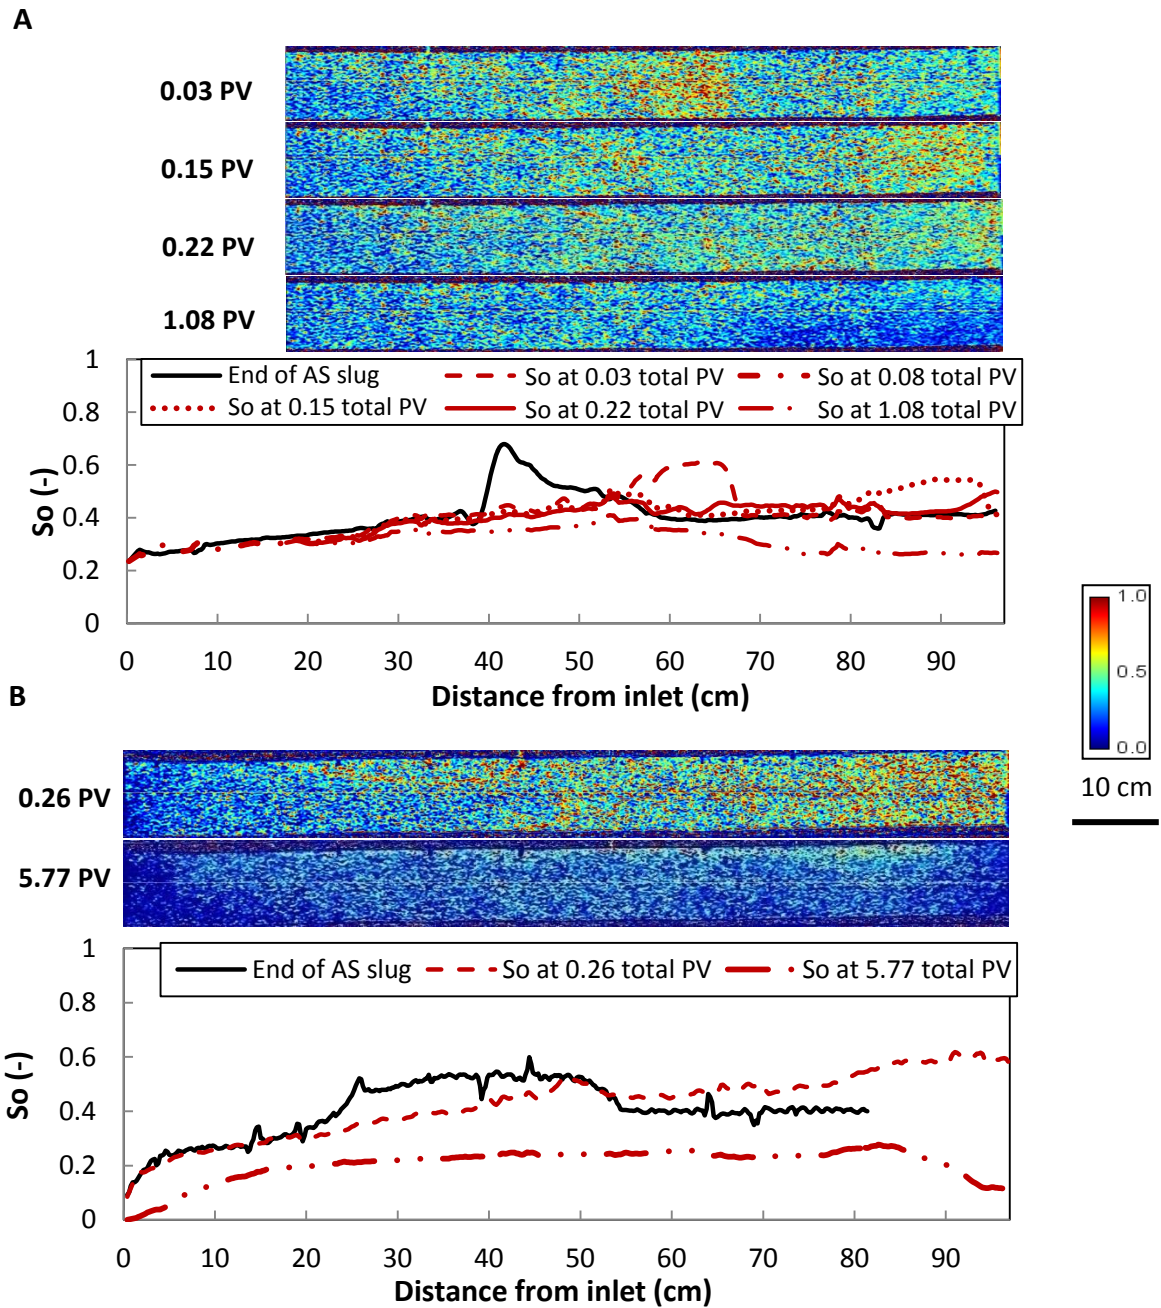 A
0.03 PV
0.15 PV
0.22 PV
1.08 PV
End of AS slug So at 0.03 total PV So at 0.08 total PV
So at 0.15 total PV So at 0.22 total PV So at 1.08 total PV
1
0.8
0.6
0.4
0.2
0
So (-)
0 10 20 30 40 50 60 70 80 90
Distance from inlet (cm)
1.0
0.5
0.0
10 cm
B
0.26 PV
5.77 PV
End of AS slug So at 0.26 total PV So at 5.77 total PV
1
0.8
0.6
0.4
0.2
0
So (-)
0 10 20 30 40 50 60 70 80 90
Distance from inlet (cm)